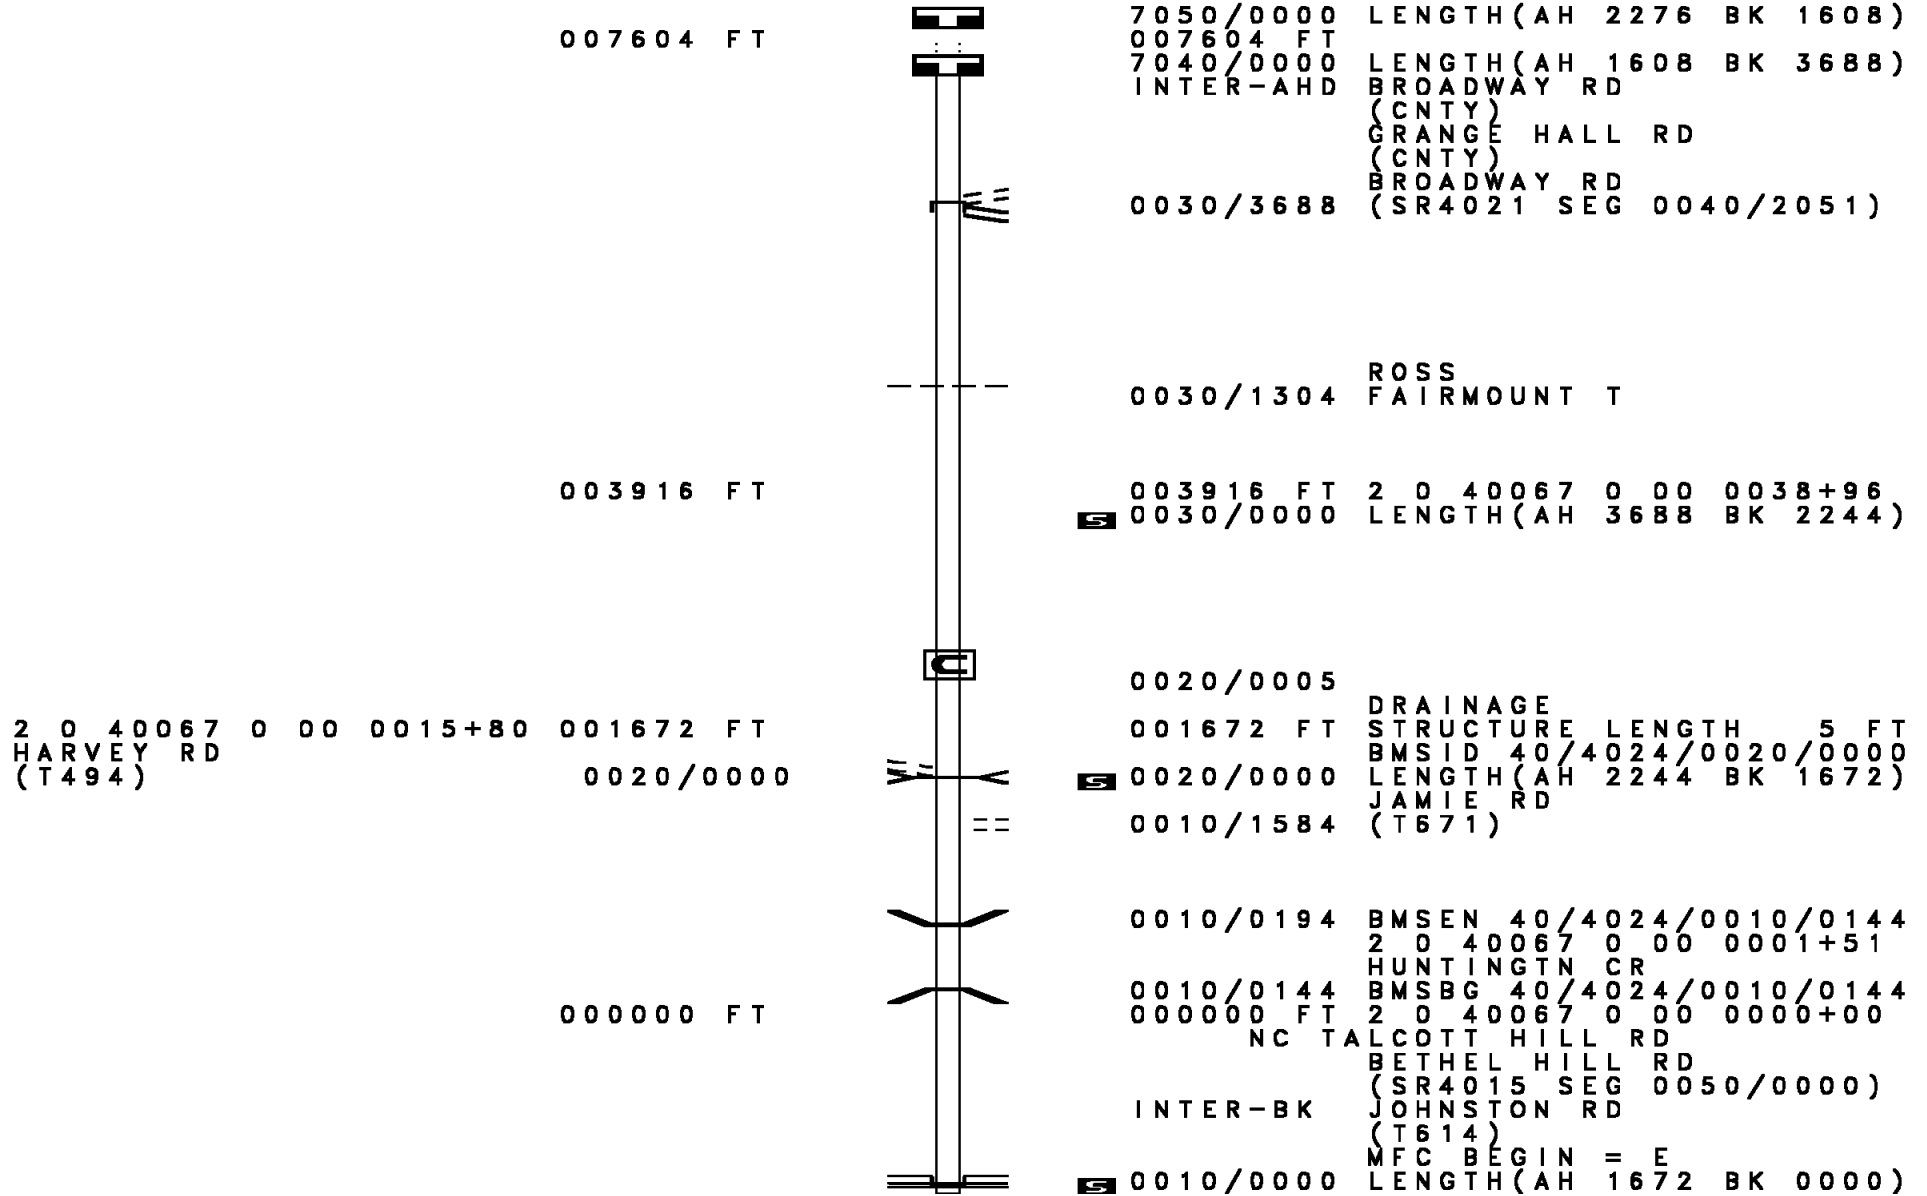 7050/0000 LENGTH(AH 2276 BK 1608)
007604 FT 007604 FT
7040/0000 LENGTH(AH 1608 BK 3688)
INTER-AHD BROADWAY RD
(CNTY)
GRANGE HALL RD
(CNTY)
BROADWAY RD
0030/3688 (SR4021 SEG 0040/2051)
ROSS
0030/1304 FAIRMOUNT T
003916 FT 003916 FT 2 0 40067 0 00 0038+96
S 0030/0000 LENGTH(AH 3688 BK 2244)
C
0020/0005
DRAINAGE
2 0 40067 0 00 0015+80 001672 FT 001672 FT STRUCTURE LENGTH 5 FT
HARVEY RD BMSID 40/4024/0020/0000
(T494) 0020/0000 S 0020/0000 LENGTH(AH 2244 BK 1672)
JAMIE RD
0010/1584 (T671)
0010/0194 BMSEN 40/4024/0010/0144
2 0 40067 0 00 0001+51
HUNTINGTN CR
0010/0144 BMSBG 40/4024/0010/0144
000000 FT 000000 FT 2 0 40067 0 00 0000+00
NC TALCOTT HILL RD
BETHEL HILL RD
(SR4015 SEG 0050/0000)
INTER-BK JOHNSTON RD
(T614)
MFC BEGIN = E
S 0010/0000 LENGTH(AH 1672 BK 0000)